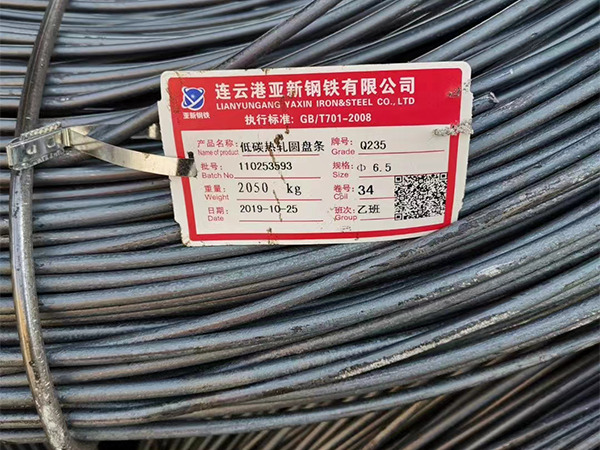 连云港亚新钢铁有限公司
LIANYUNGANG YAXIN IRON&STEEL CO.,LTD
亚新钢铁
执行标准: GB/T701-2008
产品名称: 低碳热轧圆盘条 牌号: Q235
Name of product Grade
批号: 110253593 规格: Φ 6.5
Batch No Size
重量: 2050 kg 卷号: 34
Weight Coil
日期: 2019-10-25 班次: 乙班
Date Group